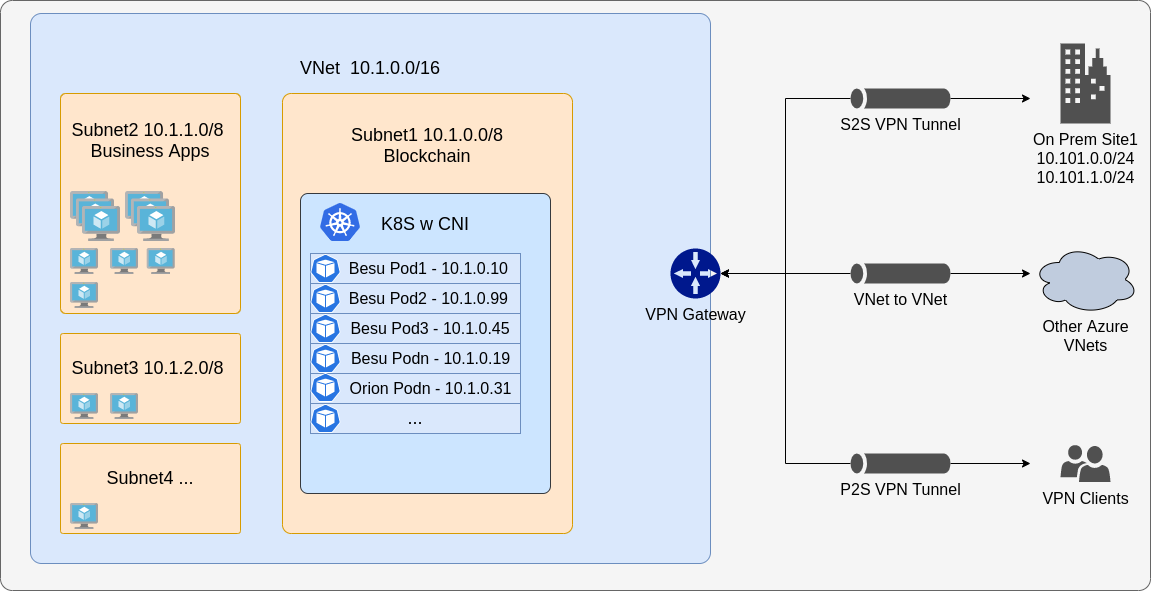 VNet 10.1.0.0/16
Subnet2 10.1.1.0/8
Business Apps
Subnet3 10.1.2.0/8
Subnet4 ...
Subnet1 10.1.0.0/8
Blockchain
K8S w CNI
Besu Pod1 - 10.1.0.10
Besu Pod2 - 10.1.0.99
Besu Pod3 - 10.1.0.45
Besu Podn - 10.1.0.19
Orion Podn - 10.1.0.31
...
VPN Gateway
S2S VPN Tunnel
On Prem Site1
10.101.0.0/24
10.101.1.0/24
VNet to VNet
Other Azure
VNets
P2S VPN Tunnel
VPN Clients